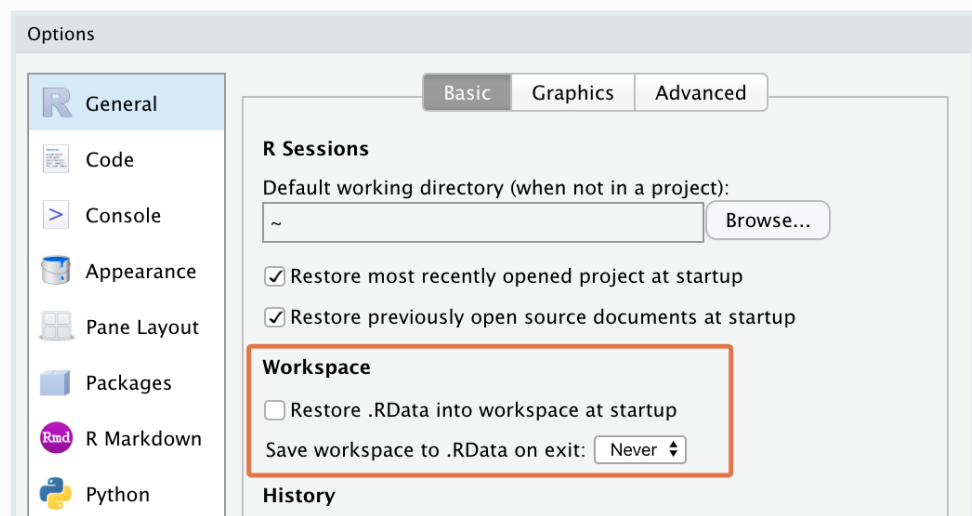 Options
General
Code
Console
Appearance
Pane Layout
Packages
Rmd R Markdown
Python
Basic Graphics Advanced
R Sessions
Default working directory (when not in a project):
~ Browse...
Restore most recently opened project at startup
Restore previously open source documents at startup
Workspace
Restore .RData into workspace at startup
Save workspace to .RData on exit: Never
History